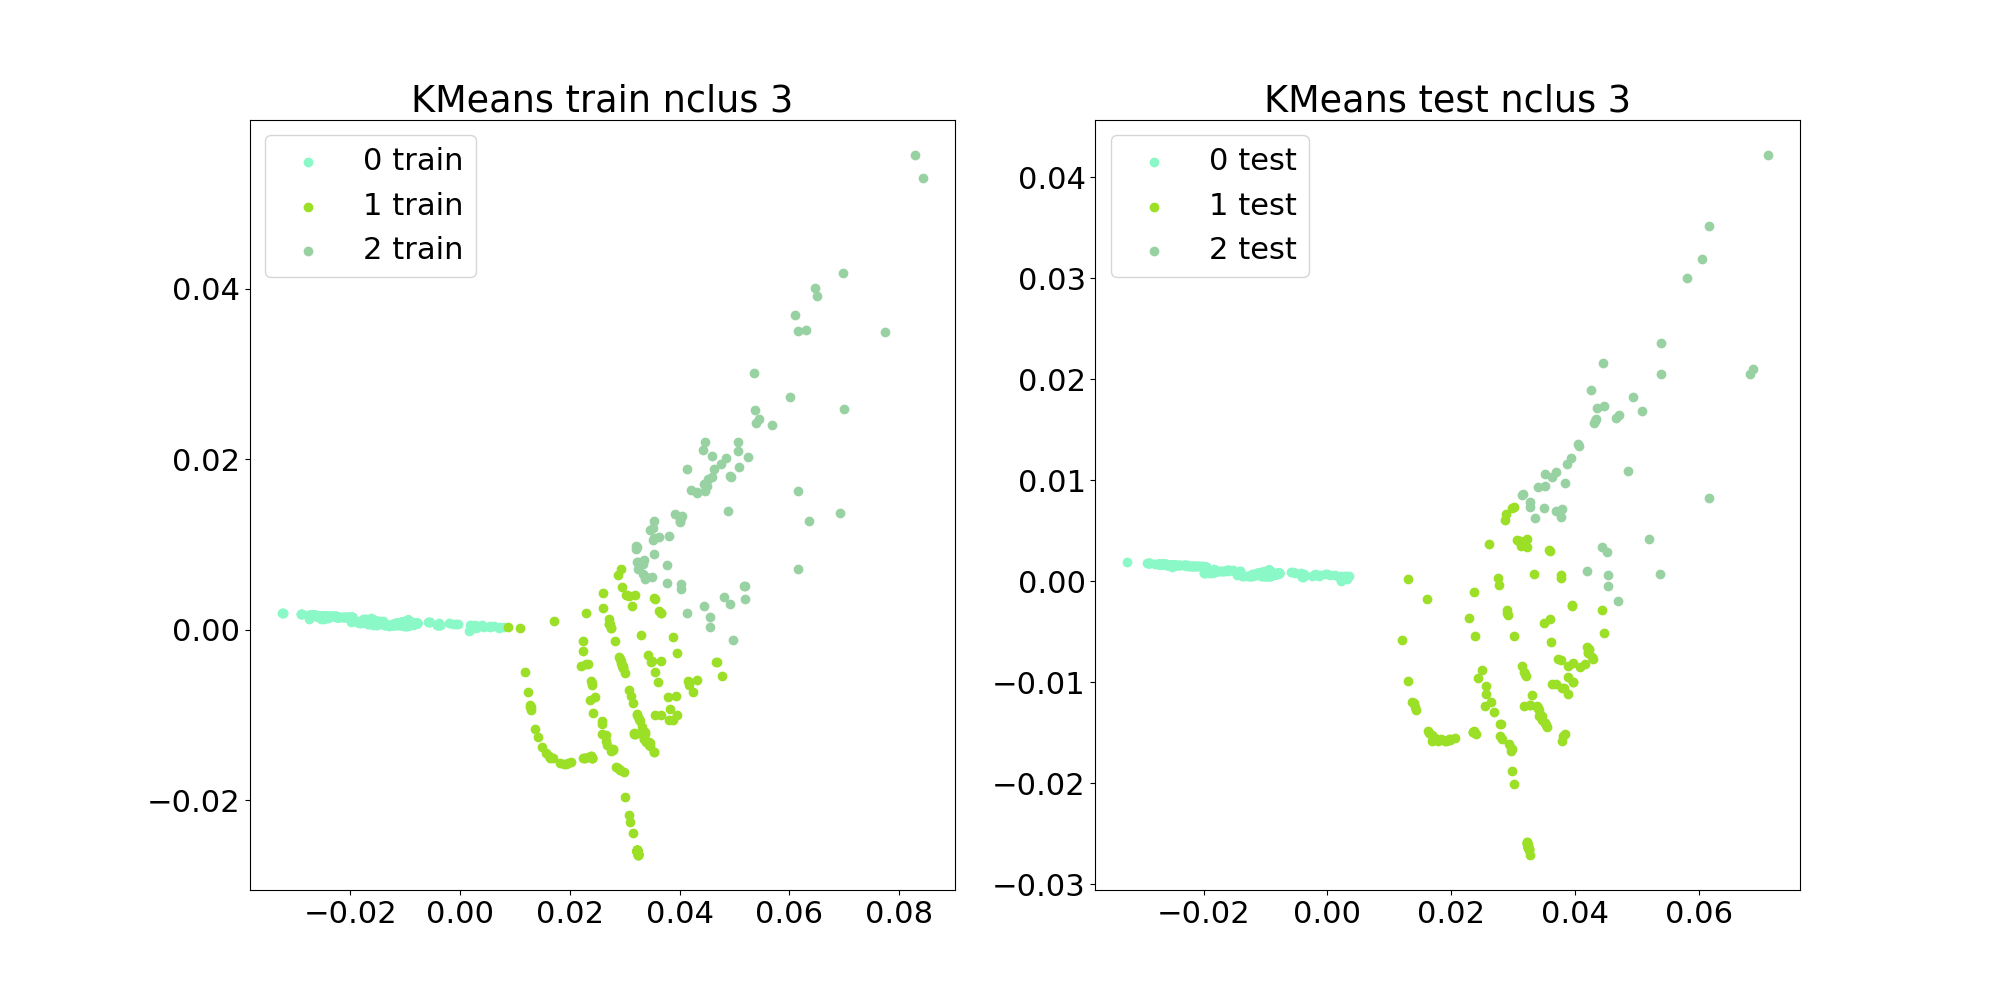 KMeans train nclus 3
0 train
1 train
2 train
0.04
0.02
0.00
−0.02
−0.02 0.00 0.02 0.04 0.06 0.08
KMeans test nclus 3
0 test
1 test
2 test
0.04
0.03
0.02
0.01
0.00
−0.01
−0.02
−0.03
−0.02 0.00 0.02 0.04 0.06